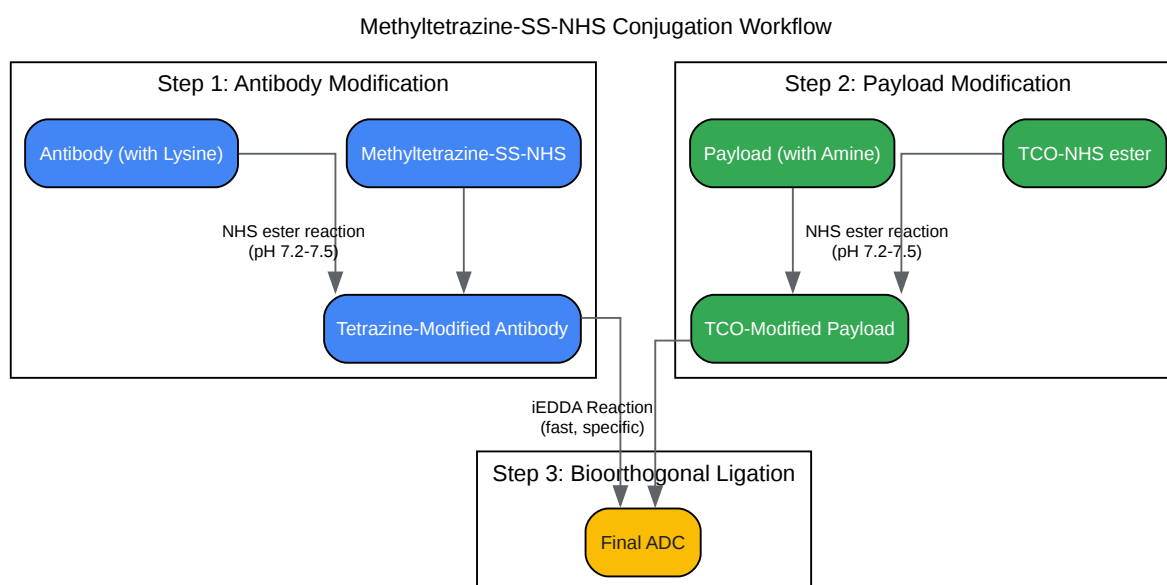 Methyltetrazine-SS-NHS Conjugation Workflow
Step 1: Antibody Modification
Antibody (with Lysine)
Methyltetrazine-SS-NHS
NHS ester reaction
(pH 7.2-7.5)
Tetrazine-Modified Antibody
Step 2: Payload Modification
Payload (with Amine)
TCO-NHS ester
NHS ester reaction
(pH 7.2-7.5)
TCO-Modified Payload
iEDDA Reaction
(fast, specific)
Step 3: Bioorthogonal Ligation
Final ADC